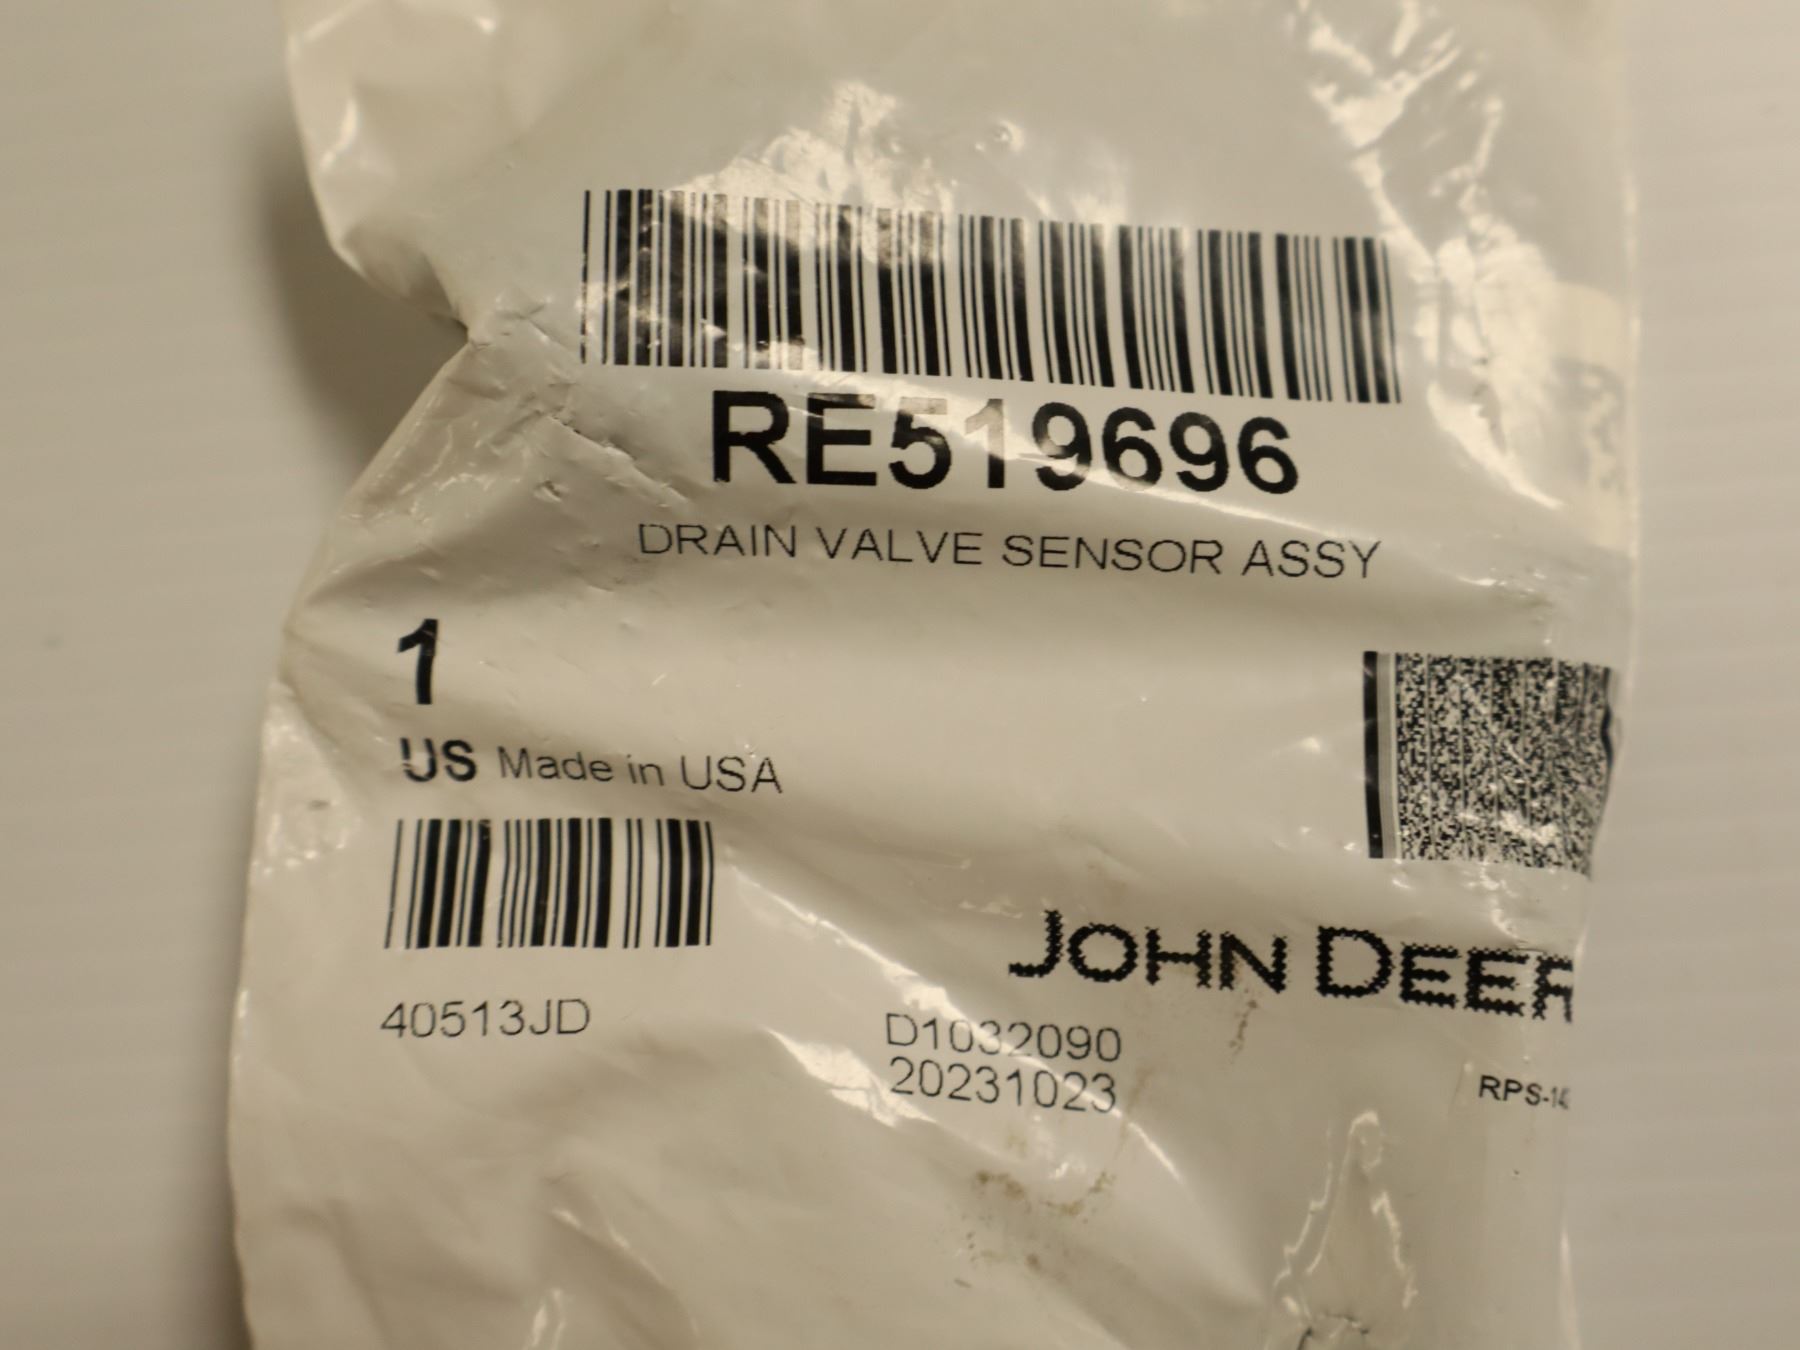 RE519696
DRAIN VALVE SENSOR ASSY
1
US Made in USA
40513JD
JOHN DEER
D1032090
20231023